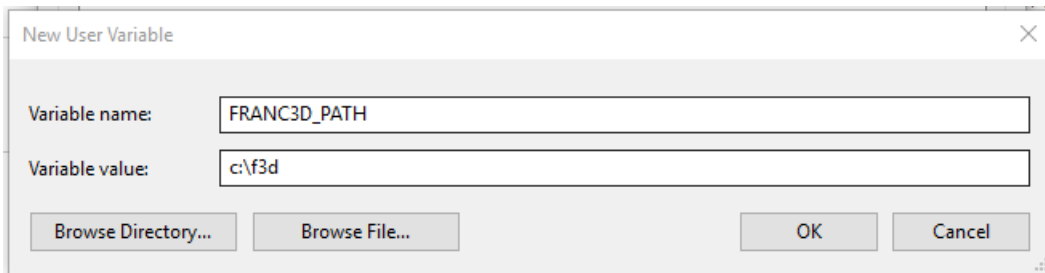 New User Variable
Variable name: FRANC3D_PATH
Variable value: c:\f3d
Browse Directory... Browse File... OK Cancel